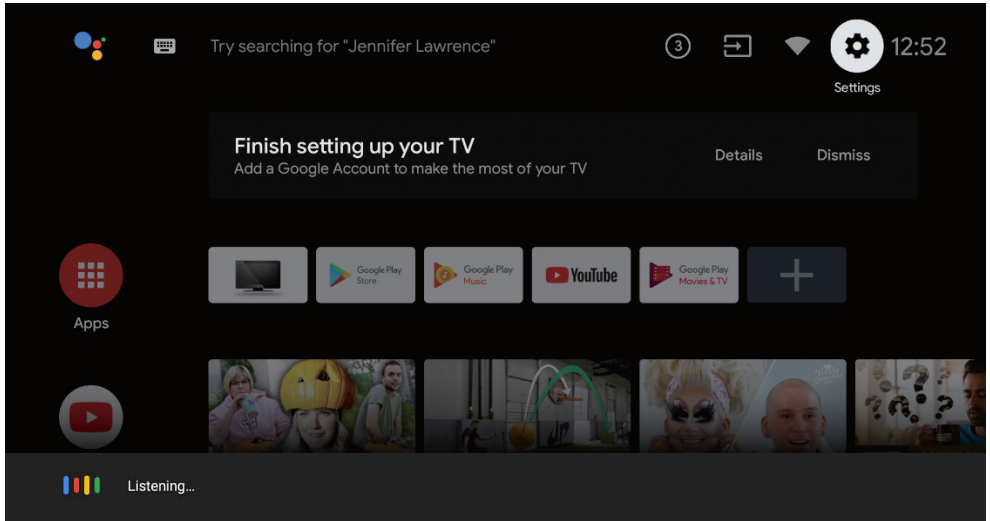 Try searching for "Jennifer Lawrence"
3
12:52
Settings
Finish setting up your TV
Add a Google Account to make the most of your TV
Details
Dismiss
Google Play
Store
Google Play
Music
YouTube
Google Play
Movies & TV
Apps
? ? ? ?
Listening...